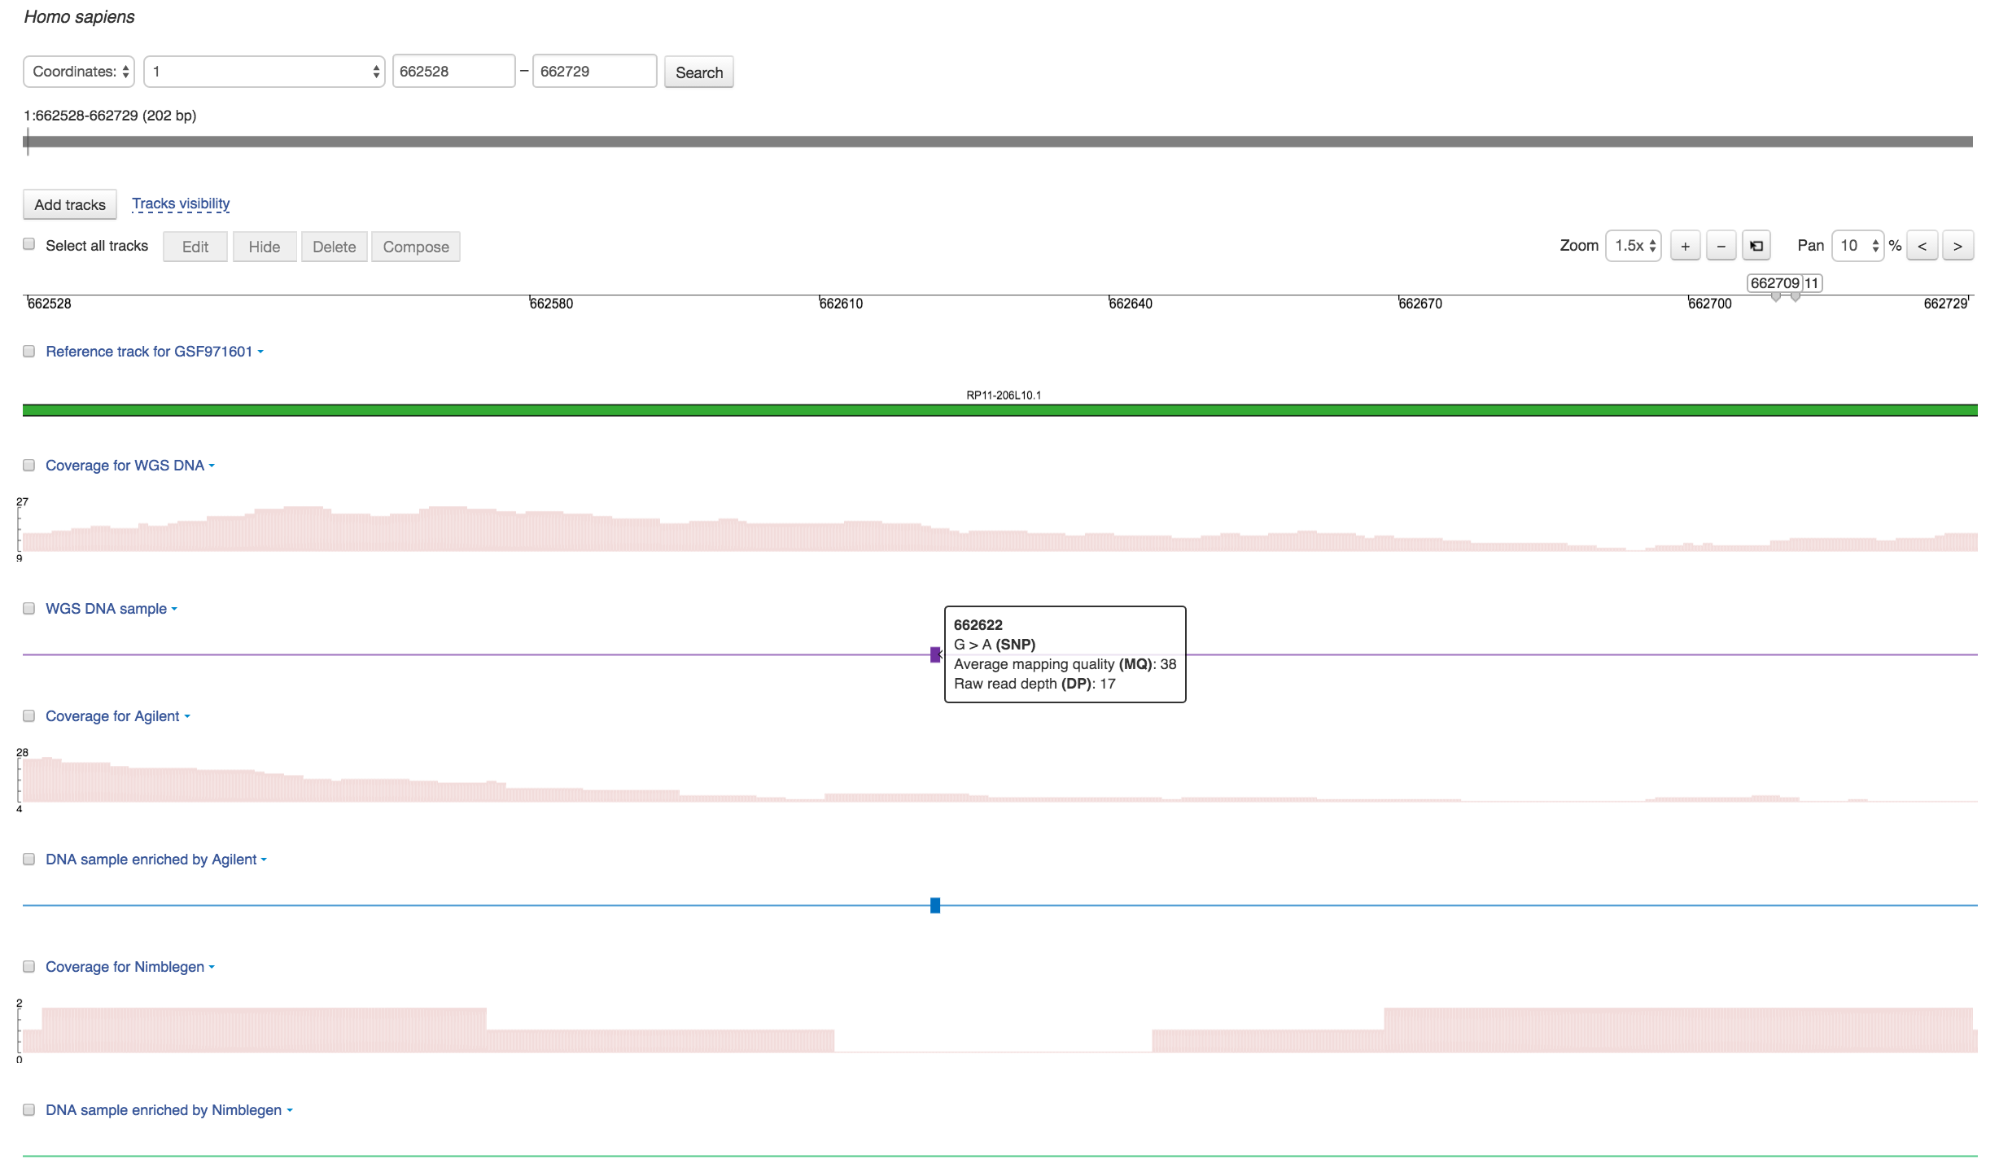 Homo sapiens
Coordinates: 1 662528 – 662729 Search
1:662528-662729 (202 bp)
Add tracks Tracks visibility
Select all tracks Edit Hide Delete Compose Zoom 1.5x + − Pan 10 % < >
662709 11
662528 662580 662610 662640 662670 662700 662729
Reference track for GSF971601
RP11-206L10.1
Coverage for WGS DNA
27
9
WGS DNA sample
662622
G > A (SNP)
Average mapping quality (MQ): 38
Raw read depth (DP): 17
Coverage for Agilent
28
4
DNA sample enriched by Agilent
Coverage for Nimblegen
2
0
DNA sample enriched by Nimblegen